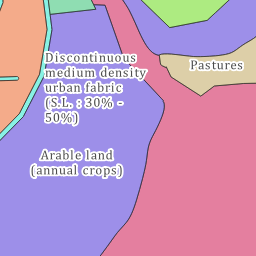 Discontinuous
medium density
urban fabric
(S.L. : 30% -
50%)
Pastures
Arable land
(annual crops)